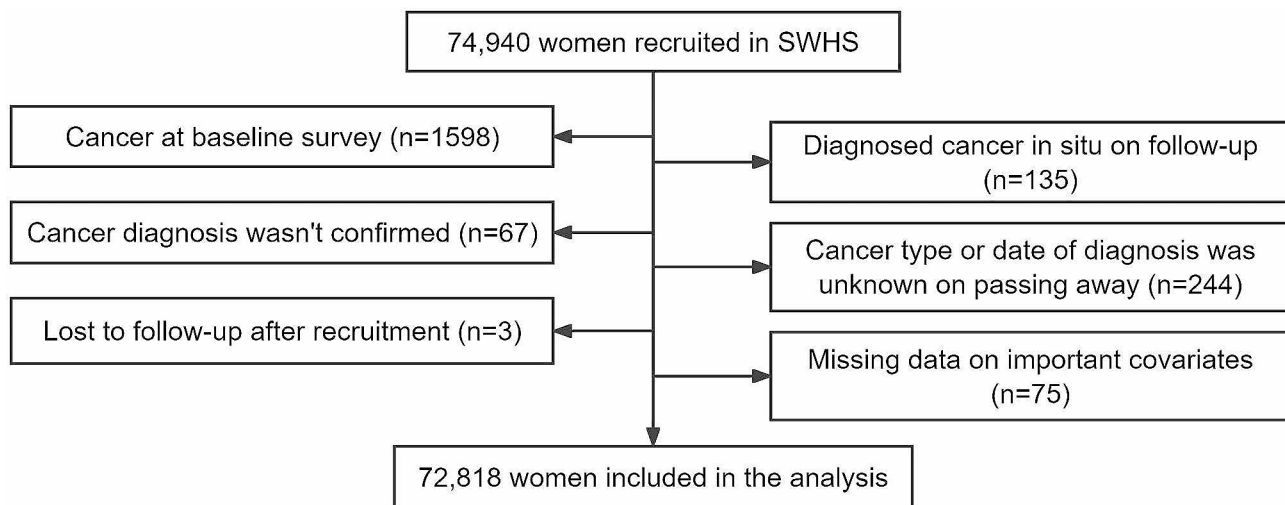 74,940 women recruited in SWHS
Cancer at baseline survey (n=1598)
Diagnosed cancer in situ on follow-up
(n=135)
Cancer diagnosis wasn't confirmed (n=67)
Cancer type or date of diagnosis was
unknown on passing away (n=244)
Lost to follow-up after recruitment (n=3)
Missing data on important covariates
(n=75)
72,818 women included in the analysis